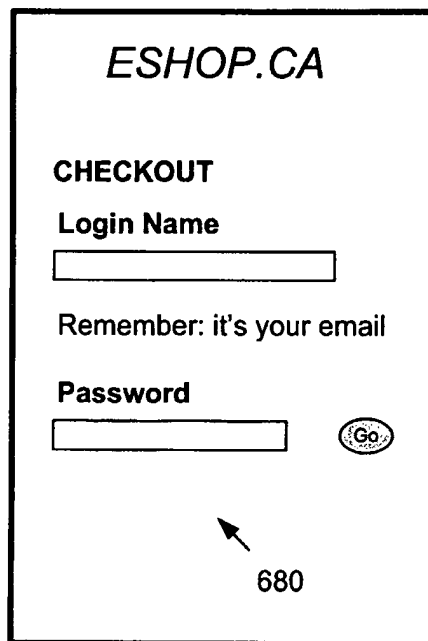 ESHOP.CA
CHECKOUT
Login Name
Remember: it's your email
Password
Go
680